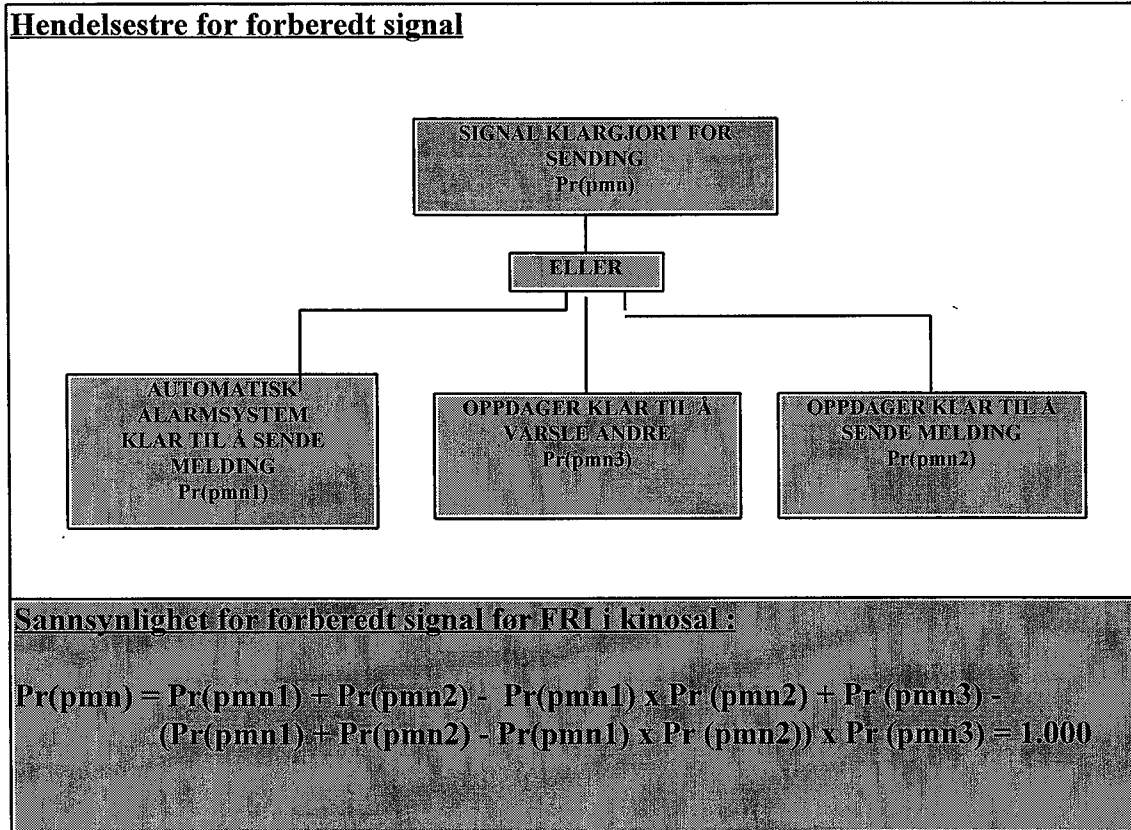 Hendelsestre for forberedt signal
SIGNAL KLARGJORT FOR
SENDING
Pr(pmn)
ELLER
AUTOMATISK
ALARMSYSTEM
KLAR TIL Å SENDE
MELDING
Pr(pmn1)
OPPDAGER KLAR TIL Å
VARSLE ANDRE
Pr(pmn3)
OPPDAGER KLAR TIL Å
SENDE MELDING
Pr(pmn2)
Sannsynlighet for forberedt signal før FRI i kinosal :
Pr(pmn) = Pr(pmn1) + Pr(pmn2) - Pr(pmn1) x Pr (pmn2) + Pr (pmn3) -
(Pr(pmn1) + Pr(pmn2) - Pr(pmn1) x Pr (pmn2)) x Pr (pmn3) = 1.000